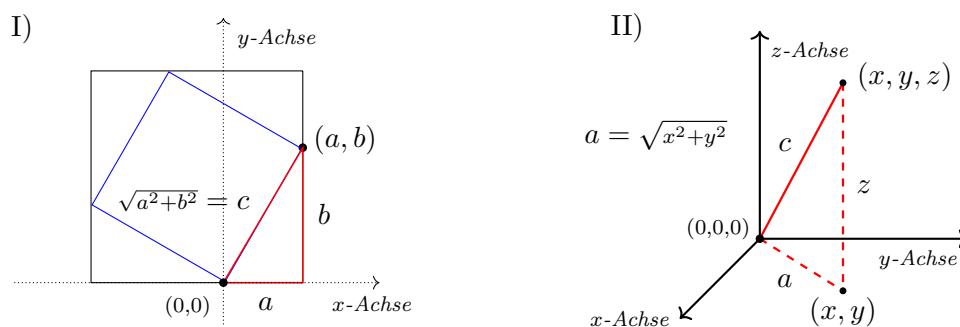 I)
y-Achse
(a, b)
√a²+b² = c
b
(0,0)
a
x-Achse
II)
z-Achse
(x, y, z)
a = √x²+y²
c
z
(0,0,0)
y-Achse
a
x-Achse
(x, y)